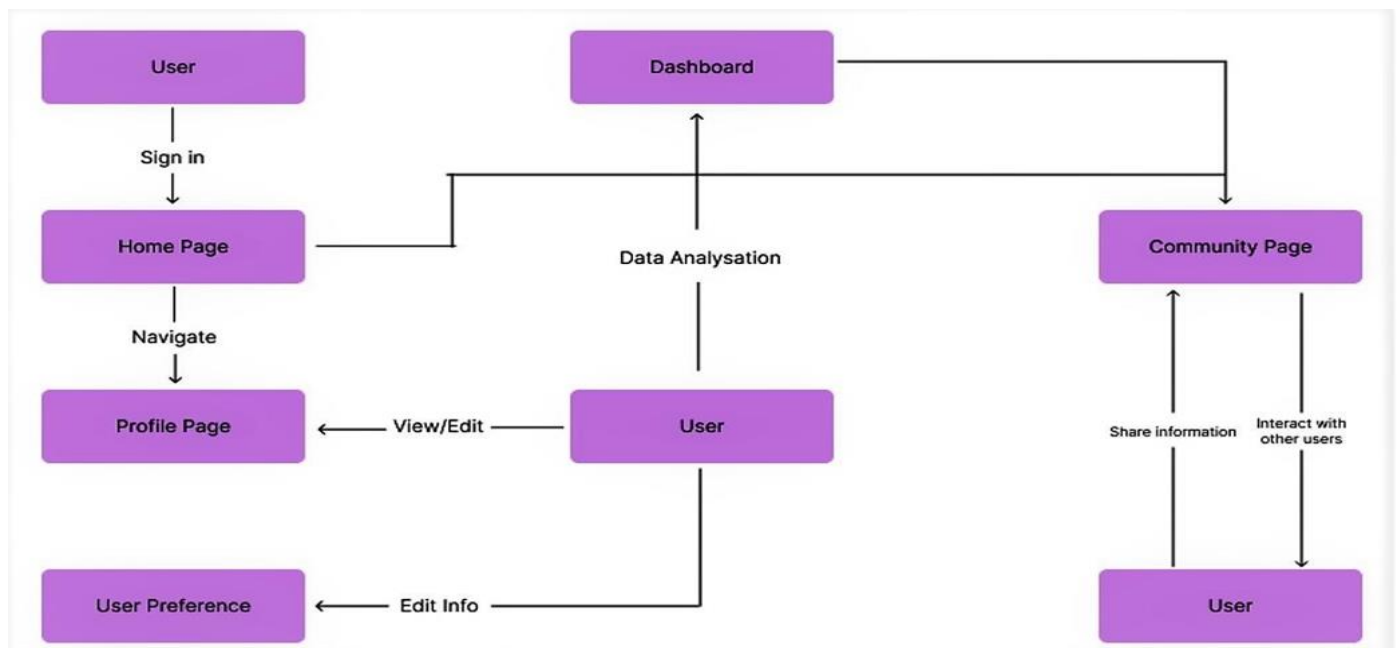 User
Dashboard
Sign in
Home Page
Data Analysation
Community Page
Navigate
Profile Page
View/Edit
User
Share information
Interact with
other users
User Preference
Edit Info
User